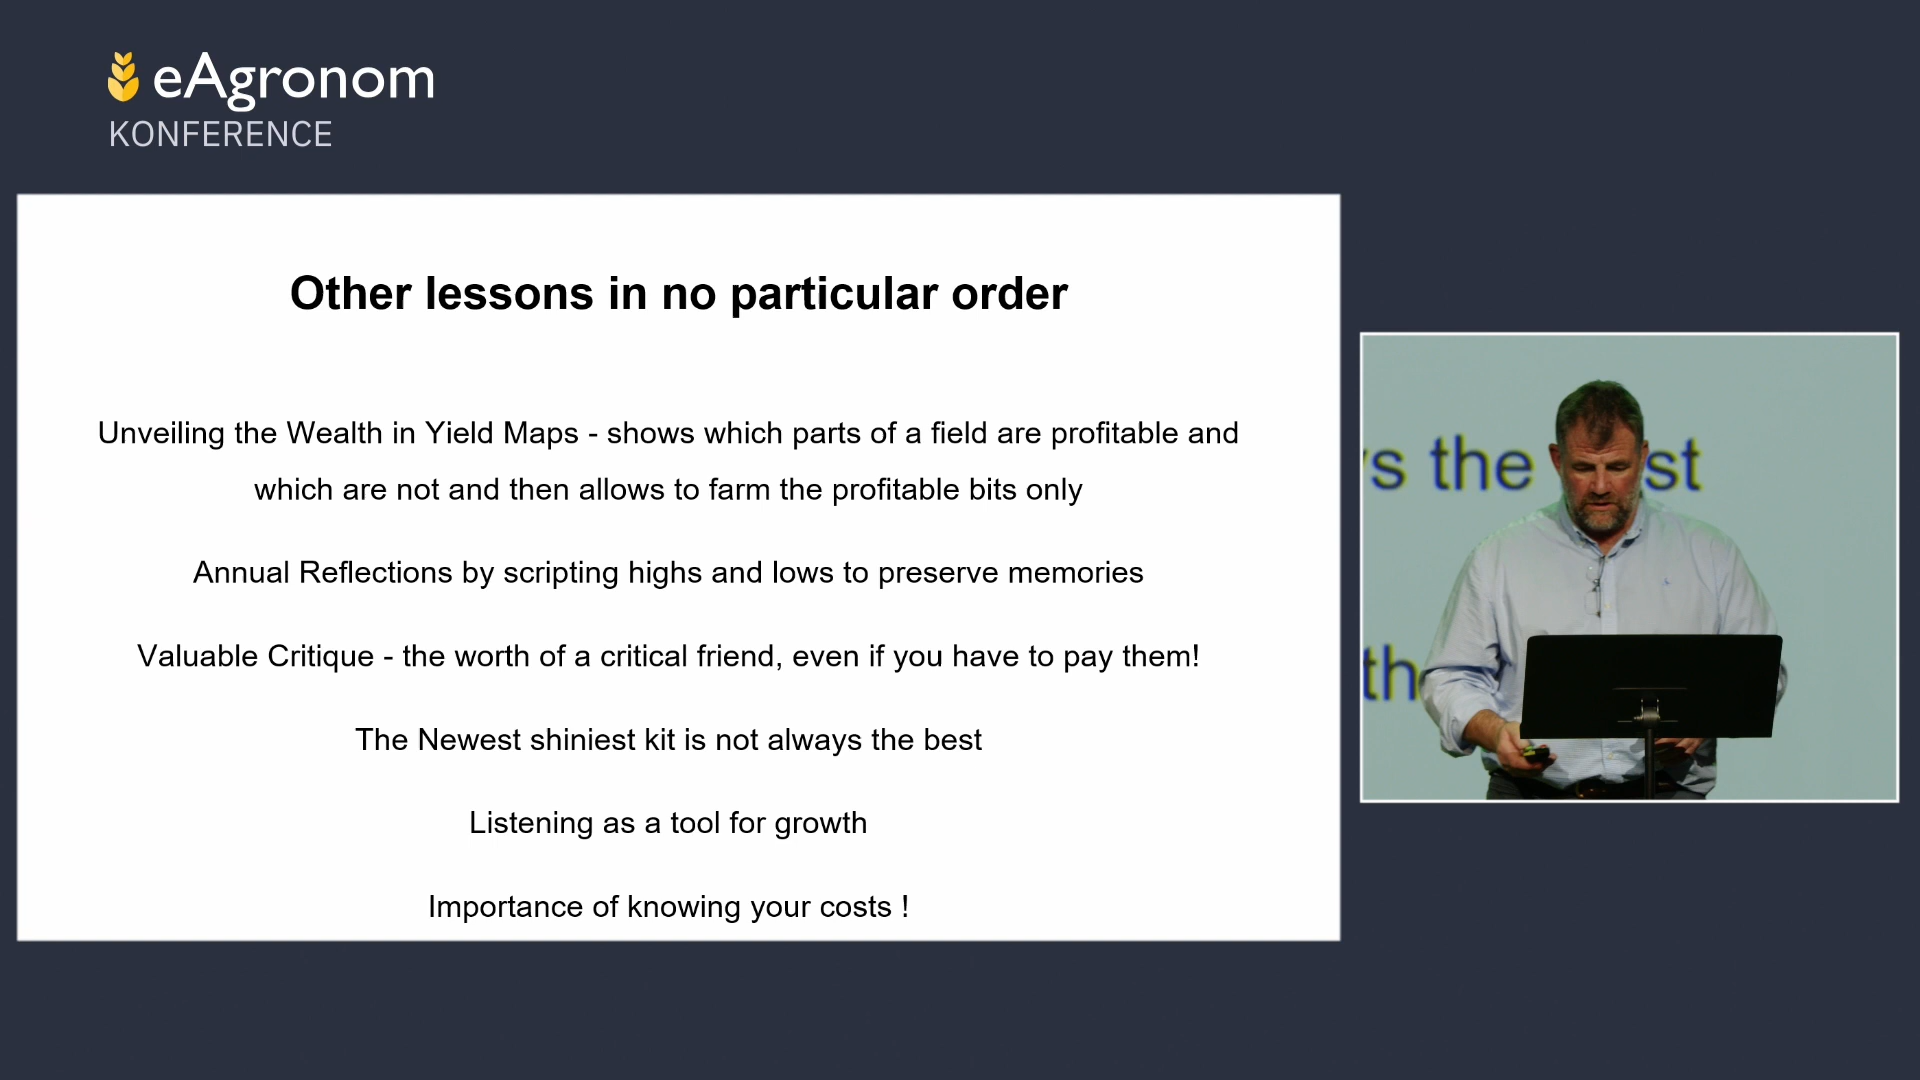 eAgronom
KONFERENCE
Other lessons in no particular order
Unveiling the Wealth in Yield Maps - shows which parts of a field are profitable and
which are not and then allows to farm the profitable bits only
Annual Reflections by scripting highs and lows to preserve memories
Valuable Critique - the worth of a critical friend, even if you have to pay them!
The Newest shiniest kit is not always the best
Listening as a tool for growth
Importance of knowing your costs !
the
st